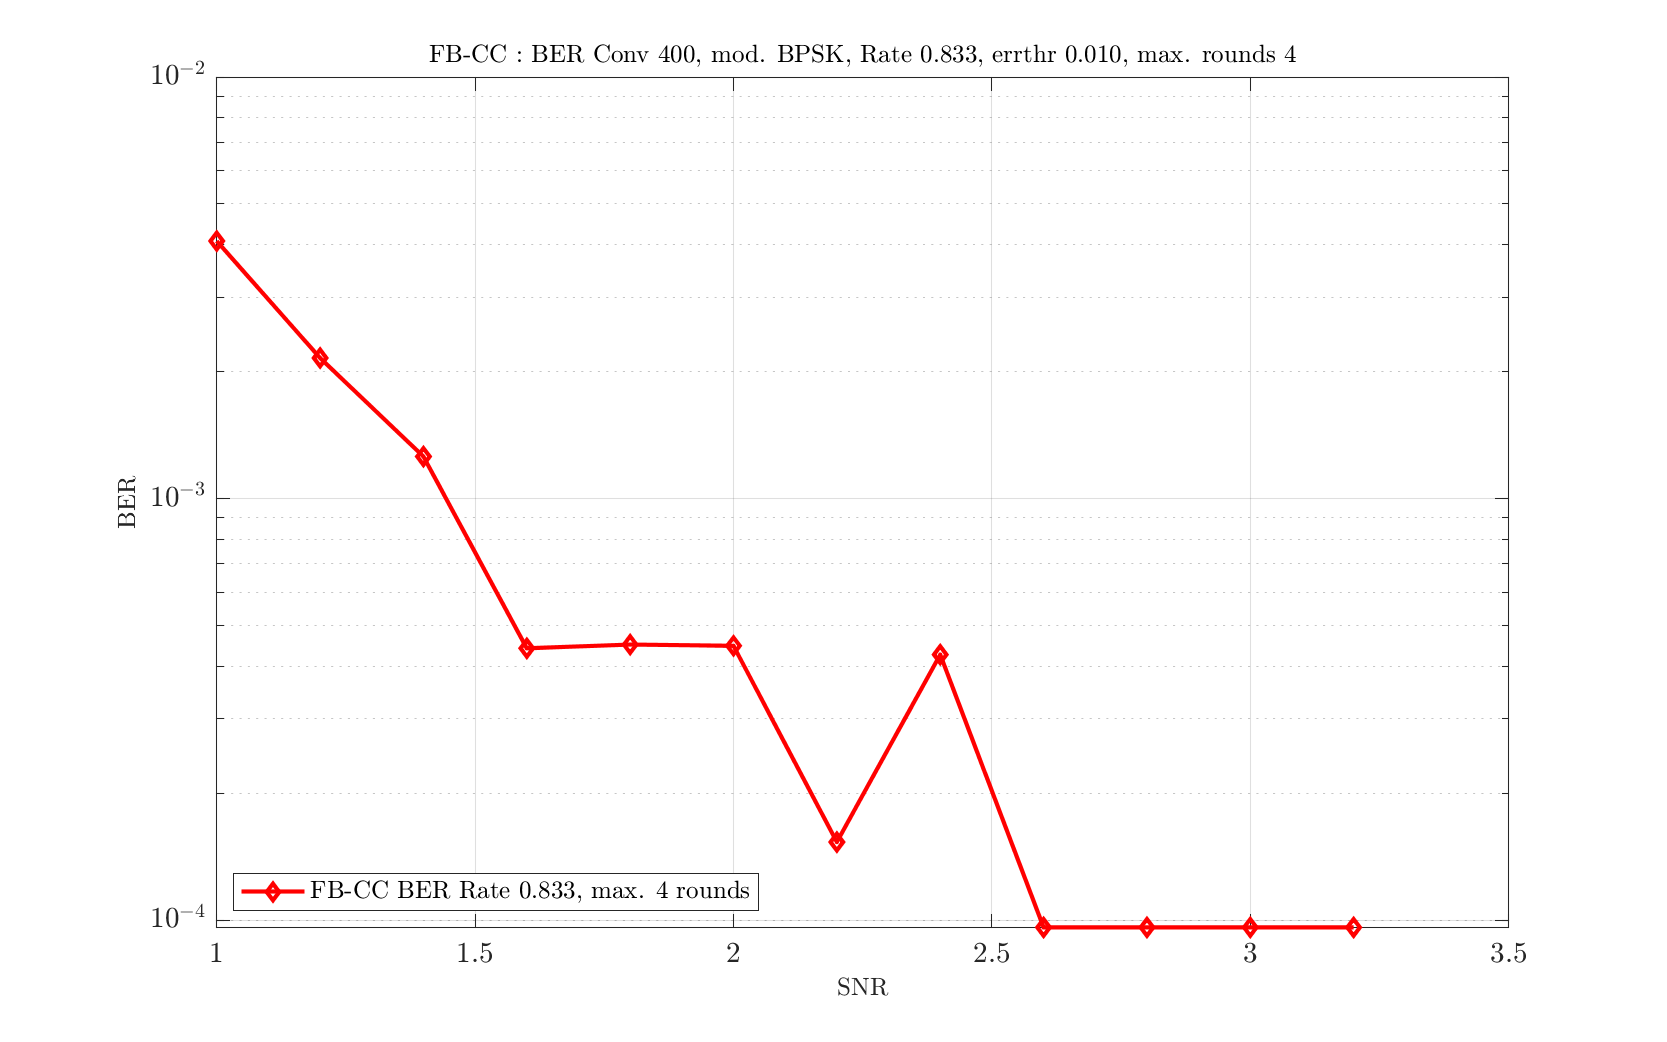 FB-CC : BER Conv 400, mod. BPSK, Rate 0.833, errthr 0.010, max. rounds 4
10⁻²
10⁻³
10⁻⁴
BER
FB-CC BER Rate 0.833, max. 4 rounds
1 1.5 2 2.5 3 3.5
SNR